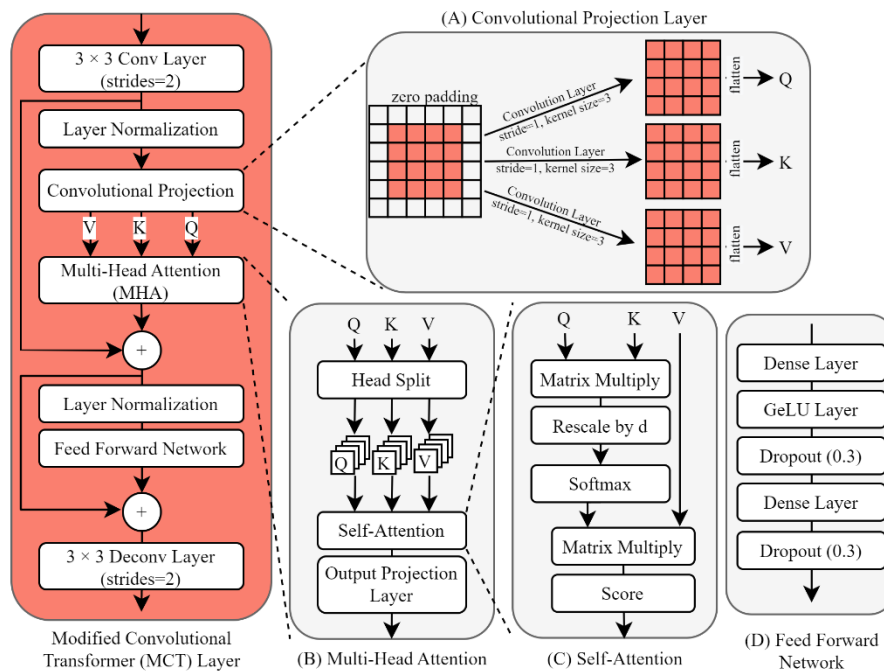 3 × 3 Conv Layer
(strides=2)
Layer Normalization
Convolutional Projection
V K Q
Multi-Head Attention
(MHA)
+
Layer Normalization
Feed Forward Network
+
3 × 3 Deconv Layer
(strides=2)
Modified Convolutional
Transformer (MCT) Layer
(A) Convolutional Projection Layer
zero padding
Convolution Layer
stride=1, kernel size=3
Convolution Layer
stride=1, kernel size=3
Convolution Layer
stride=1, kernel size=3
flatten
Q
flatten
K
flatten
V
Q K V
Head Split
Q K V
Self-Attention
Output Projection
Layer
(B) Multi-Head Attention
Q K V
Matrix Multiply
Rescale by d
Softmax
Matrix Multiply
Score
(C) Self-Attention
Dense Layer
GeLU Layer
Dropout (0.3)
Dense Layer
Dropout (0.3)
(D) Feed Forward
Network